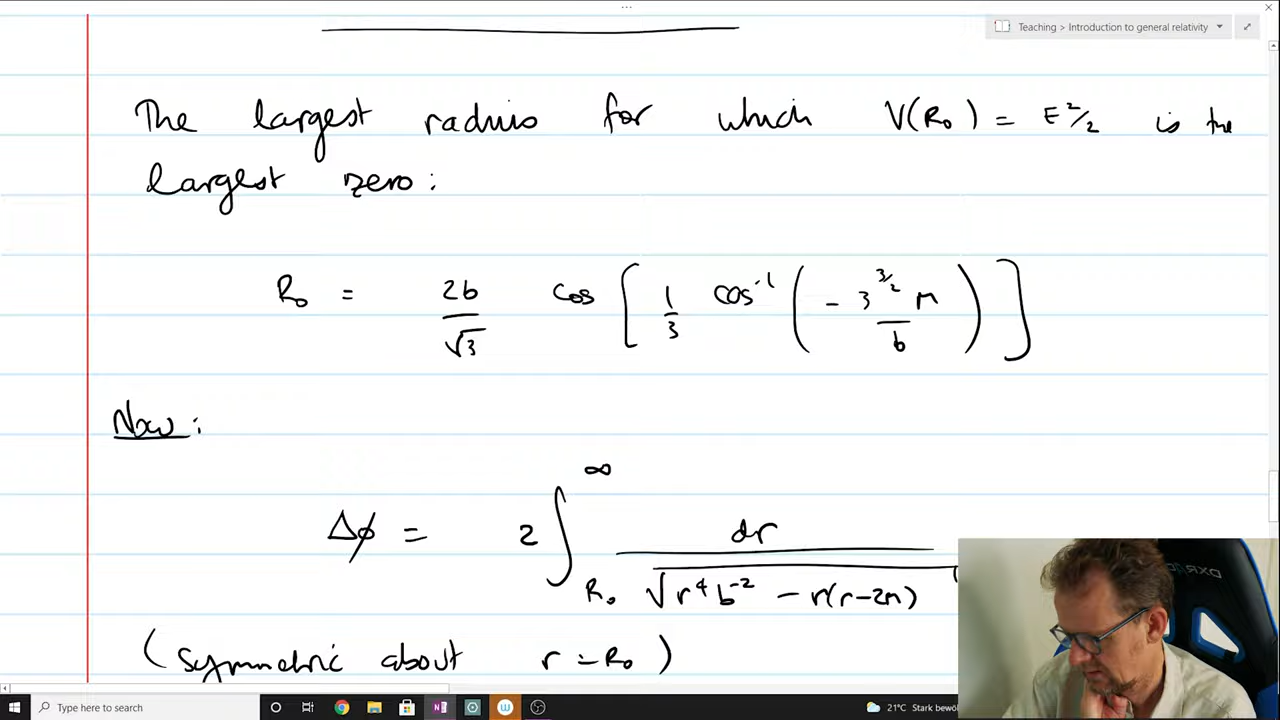 Teaching > Introduction to general relativity
The largest radius for which V(R₀) = E²/2 is the
largest zero:
R₀ = 2b/√3 cos [ 1/3 cos⁻¹ ( - 3^{3/2} M / b ) ]
Now:
Δφ = 2 ∫_{R₀}^{∞} dr / √(r⁴b⁻² - r(r-2M))
(symmetric about r = R₀)
Type here to search
21°C Stark bewöl